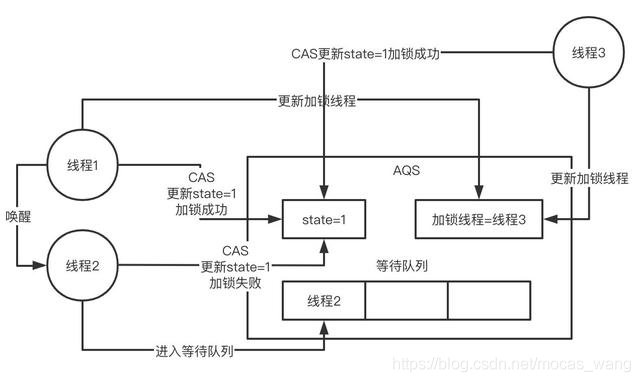 CAS更新state=1加锁成功
线程3
更新加锁线程
线程1
CAS
更新state=1
加锁成功
AQS
更新加锁线程
唤醒
state=1
加锁线程=线程3
线程2
CAS
更新state=1
加锁失败
等待队列
线程2
进入等待队列
https://blog.csdn.net/mocas_wang